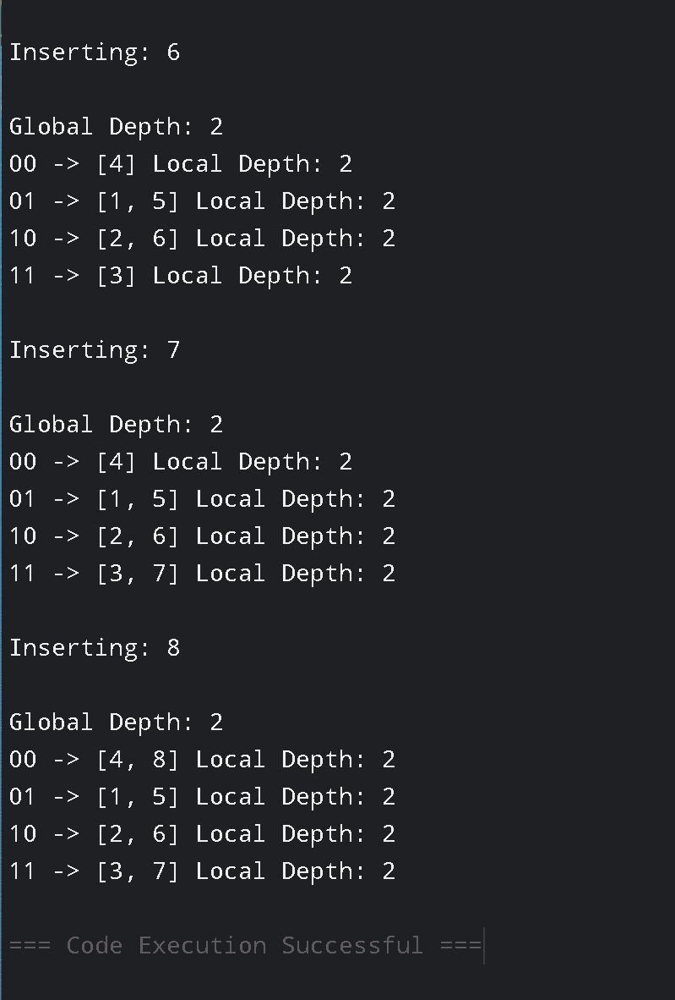 Inserting: 6
Global Depth: 2
00 -> [4] Local Depth: 2
01 -> [1, 5] Local Depth: 2
10 -> [2, 6] Local Depth: 2
11 -> [3] Local Depth: 2
Inserting: 7
Global Depth: 2
00 -> [4] Local Depth: 2
01 -> [1, 5] Local Depth: 2
10 -> [2, 6] Local Depth: 2
11 -> [3, 7] Local Depth: 2
Inserting: 8
Global Depth: 2
00 -> [4, 8] Local Depth: 2
01 -> [1, 5] Local Depth: 2
10 -> [2, 6] Local Depth: 2
11 -> [3, 7] Local Depth: 2
=== Code Execution Successful ===